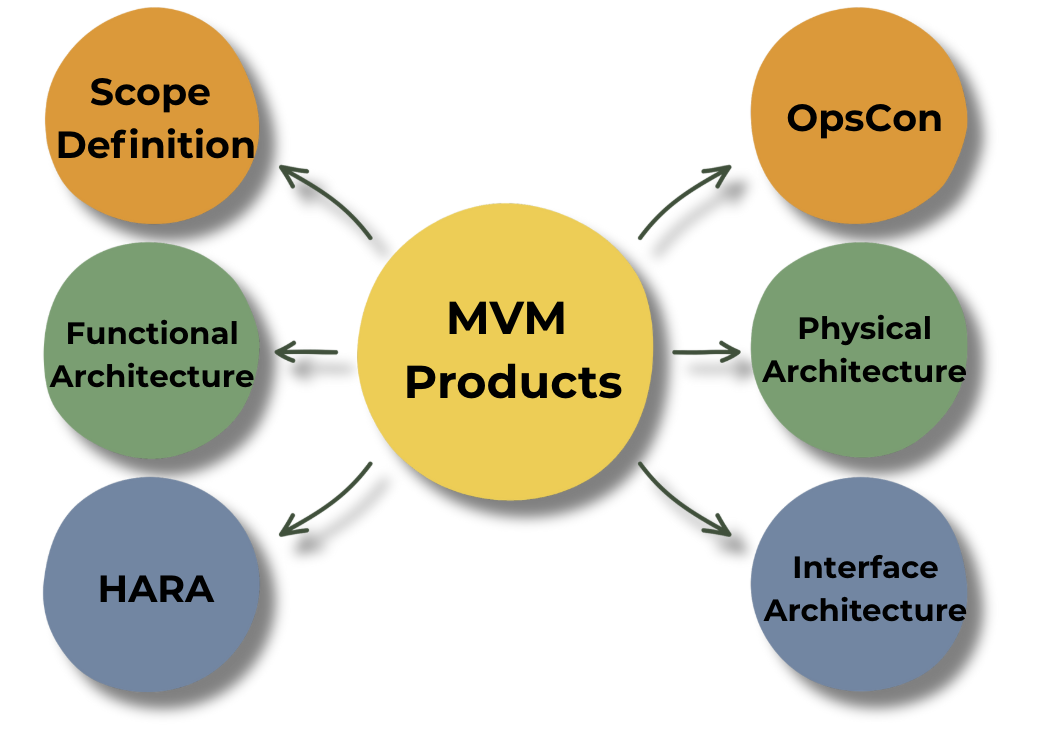 Scope
Definition
OpsCon
MVM
Products
Functional
Architecture
Physical
Architecture
HARA
Interface
Architecture